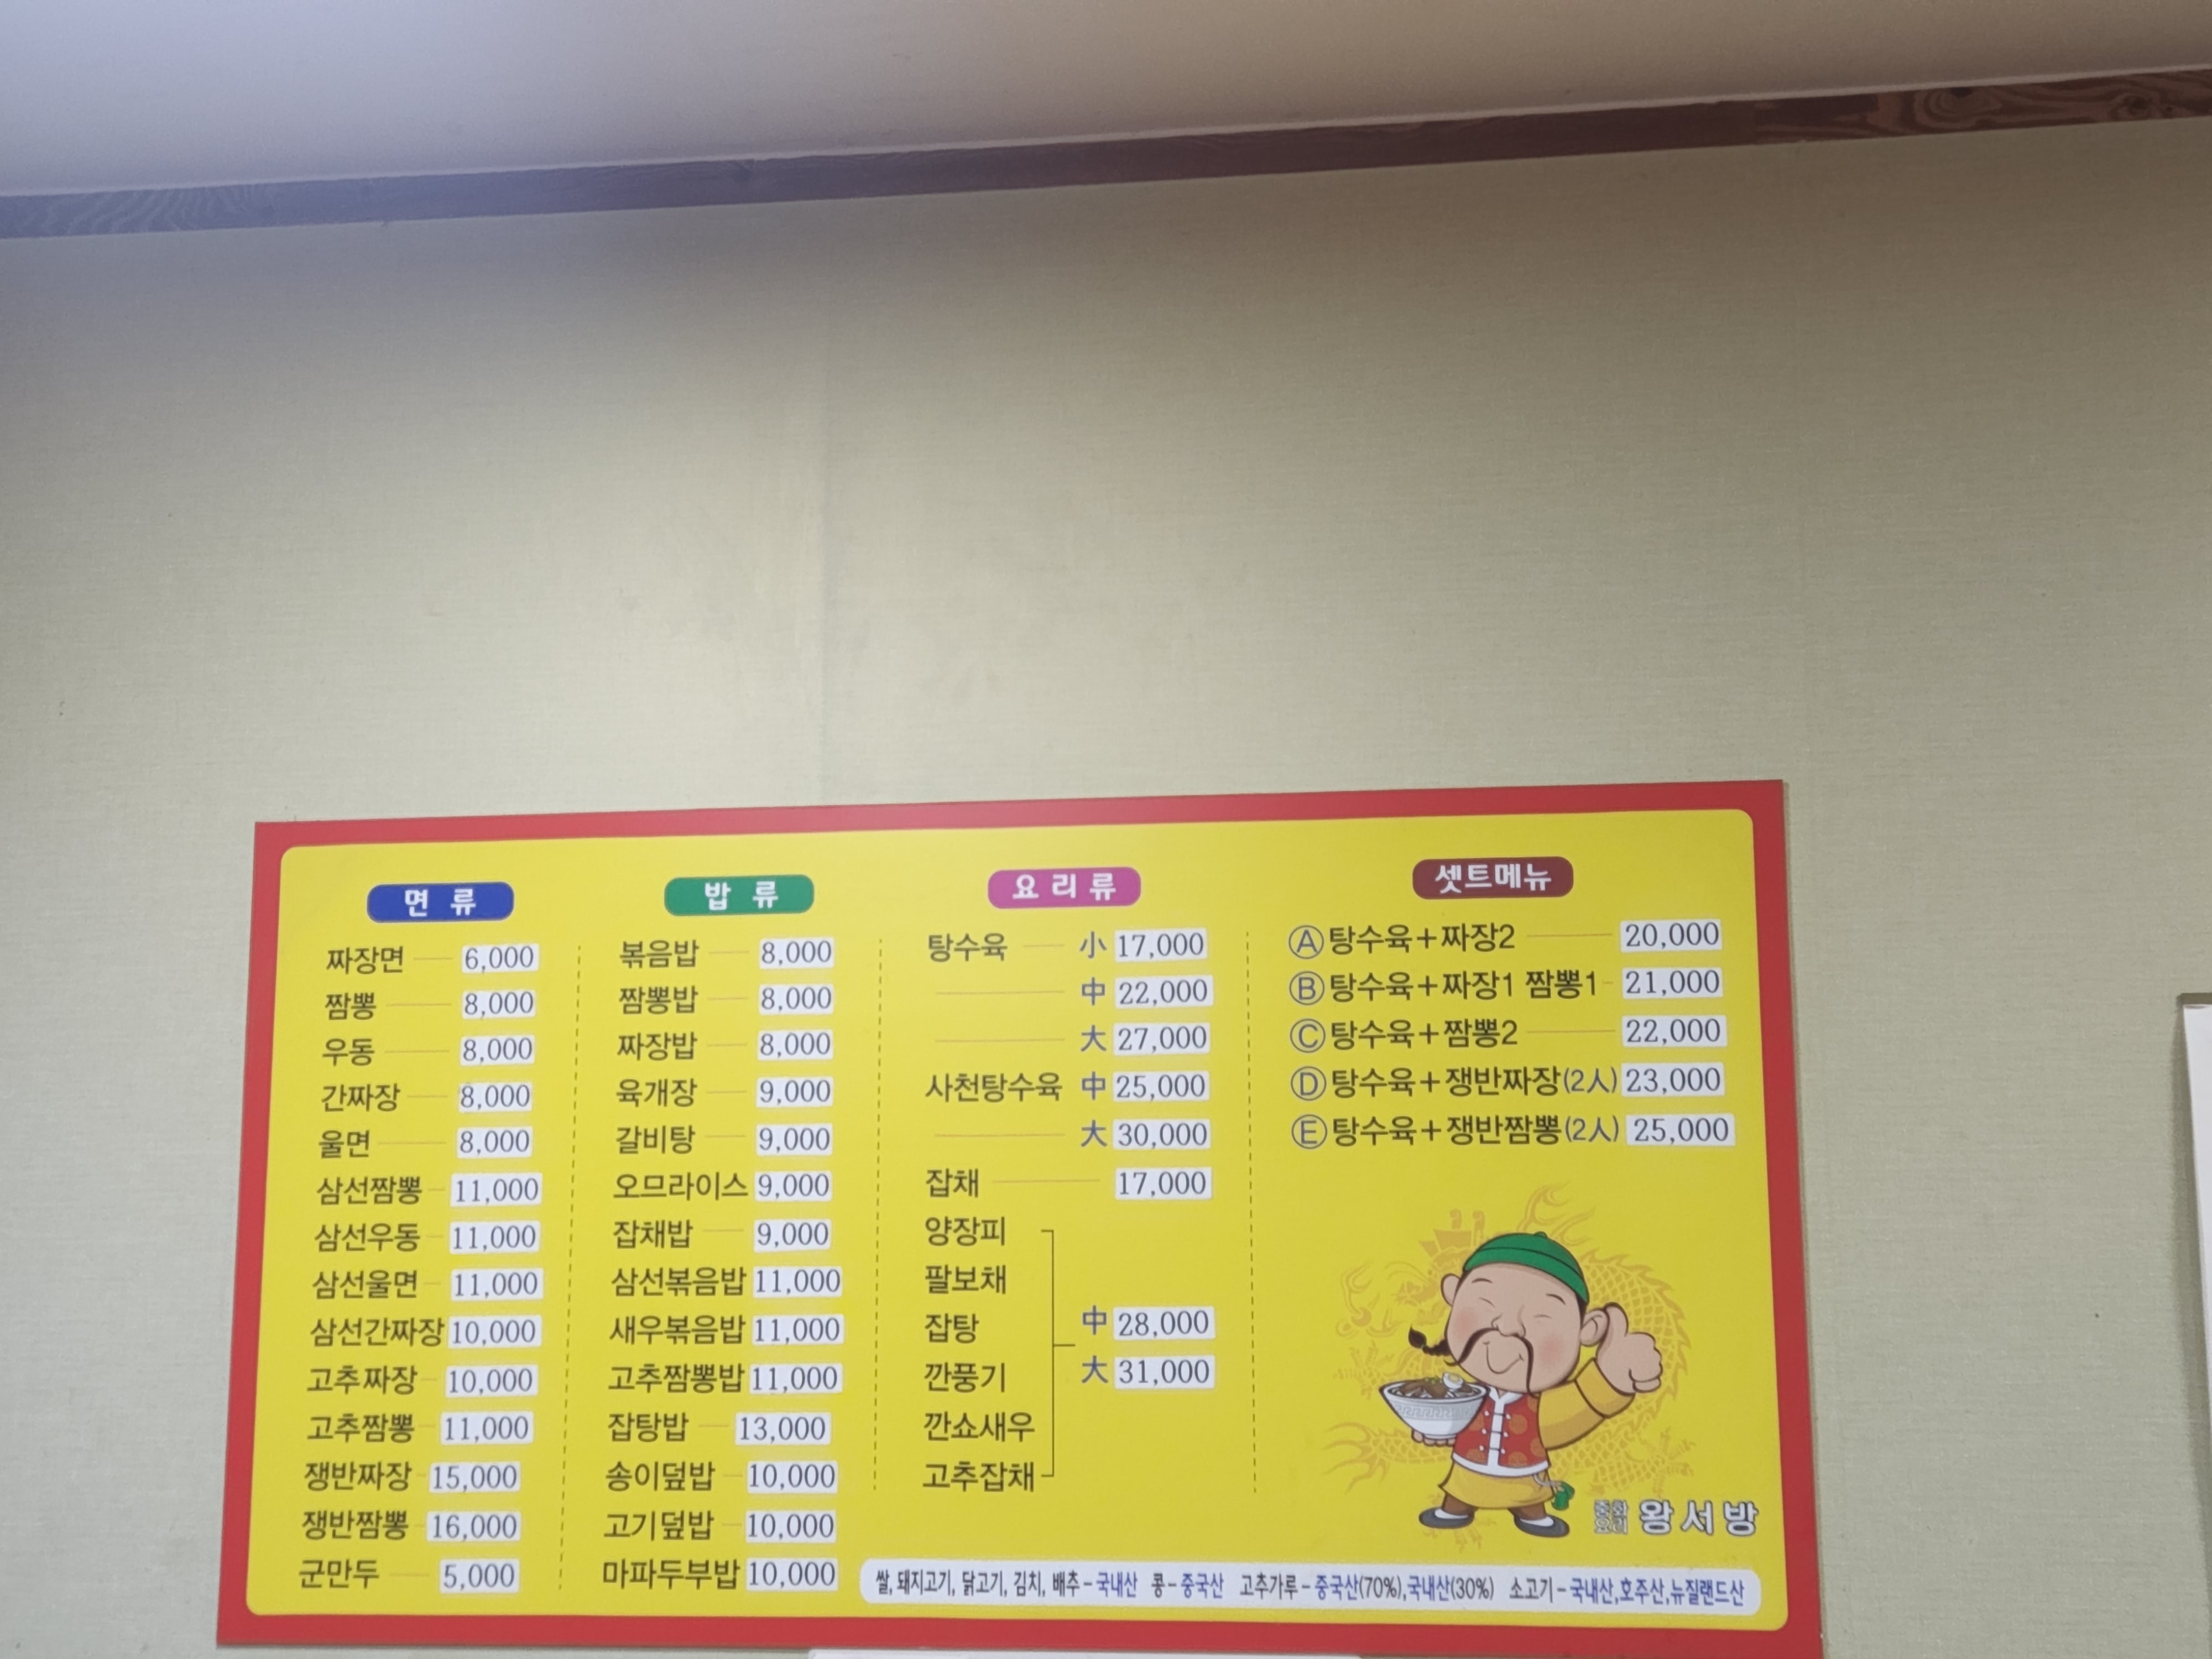 면 류
짜장면 6,000
짬뽕 8,000
우동 8,000
간짜장 8,000
울면 8,000
삼선짬뽕 11,000
삼선우동 11,000
삼선울면 11,000
삼선간짜장 10,000
고추짜장 10,000
고추짬뽕 11,000
쟁반짜장 15,000
쟁반짬뽕 16,000
군만두 5,000
밥 류
볶음밥 8,000
짬뽕밥 8,000
짜장밥 8,000
육개장 9,000
갈비탕 9,000
오므라이스 9,000
잡채밥 9,000
삼선볶음밥 11,000
새우볶음밥 11,000
고추짬뽕밥 11,000
잡탕밥 13,000
송이덮밥 10,000
고기덮밥 10,000
마파두부밥 10,000
요 리 류
탕수육 小 17,000
中 22,000
大 27,000
사천탕수육 中 25,000
大 30,000
잡채 17,000
양장피
팔보채
잡탕 中 28,000
깐풍기 大 31,000
깐쇼새우
고추잡채
셋트메뉴
Ⓐ 탕수육+짜장2 20,000
Ⓑ 탕수육+짜장1 짬뽕1 21,000
Ⓒ 탕수육+짬뽕2 22,000
Ⓓ 탕수육+쟁반짜장(2人) 23,000
Ⓔ 탕수육+쟁반짬뽕(2人) 25,000
중화요리 왕서방
쌀, 돼지고기, 닭고기, 김치, 배추-국내산 콩-중국산 고추가루-중국산(70%),국내산(30%) 소고기-국내산,호주산,뉴질랜드산